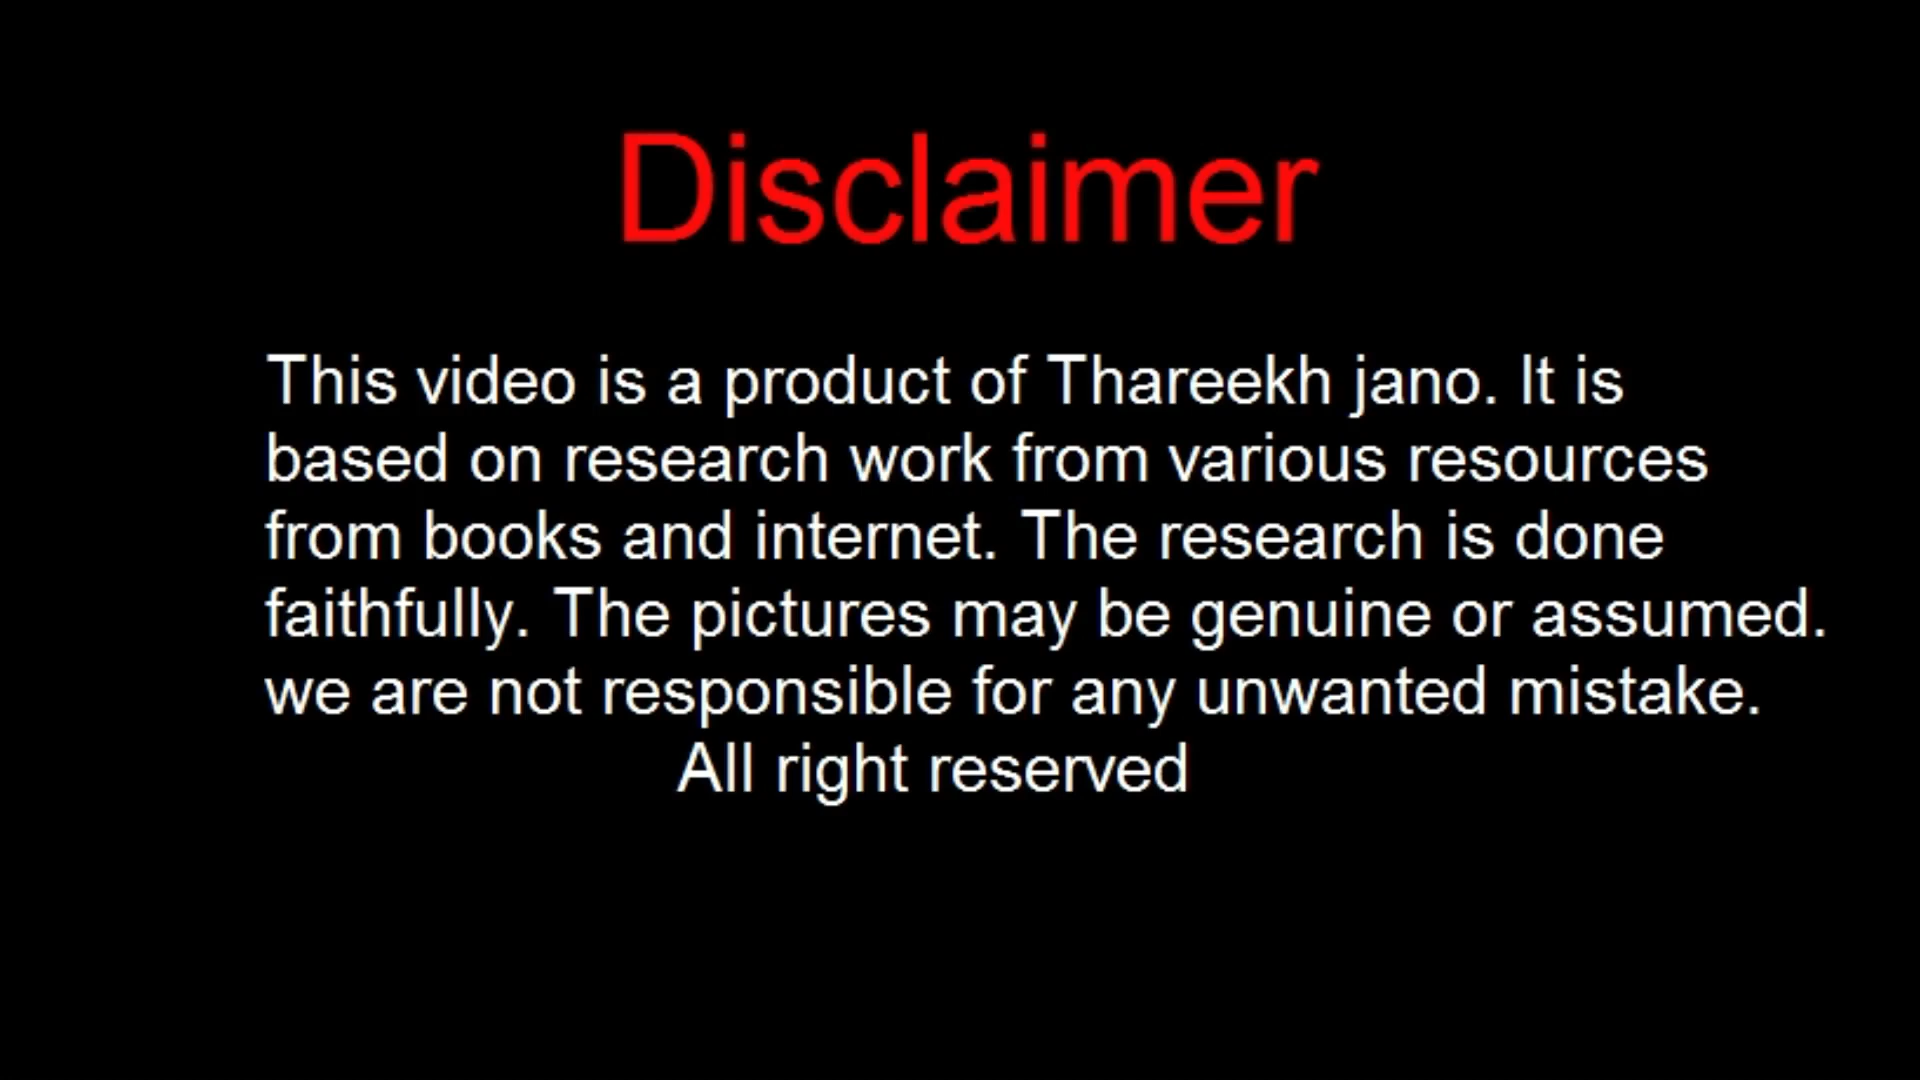 Disclaimer
This video is a product of Thareekh jano. It is
based on research work from various resources
from books and internet. The research is done
faithfully. The pictures may be genuine or assumed.
we are not responsible for any unwanted mistake.
All right reserved